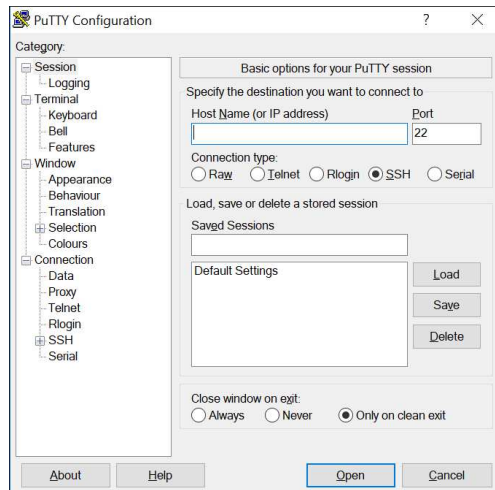 PuTTY Configuration ? X
Category:
Session
Logging
Terminal
Keyboard
Bell
Features
Window
Appearance
Behaviour
Translation
Selection
Colours
Connection
Data
Proxy
Telnet
Rlogin
SSH
Serial
Basic options for your PuTTY session
Specify the destination you want to connect to
Host Name (or IP address) Port
22
Connection type:
Raw Telnet Rlogin SSH Serial
Load, save or delete a stored session
Saved Sessions
Default Settings
Load
Save
Delete
Close window on exit:
Always Never Only on clean exit
About Help Open Cancel